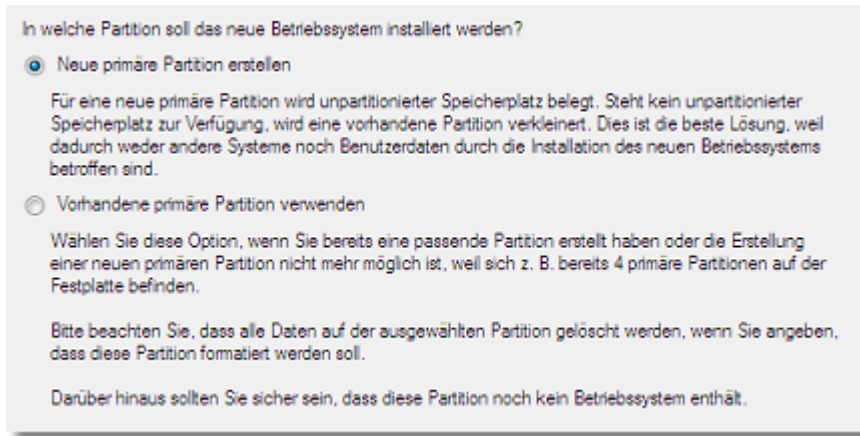 In welche Partition soll das neue Betriebssystem installiert werden?
Neue primäre Partition erstellen
Für eine neue primäre Partition wird unpartitionierter Speicherplatz belegt. Steht kein unpartitionierter
Speicherplatz zur Verfügung, wird eine vorhandene Partition verkleinert. Dies ist die beste Lösung, weil
dadurch weder andere Systeme noch Benutzerdaten durch die Installation des neuen Betriebssystems
betroffen sind.
Vorhandene primäre Partition verwenden
Wählen Sie diese Option, wenn Sie bereits eine passende Partition erstellt haben oder die Erstellung
einer neuen primären Partition nicht mehr möglich ist, weil sich z. B. bereits 4 primäre Partitionen auf der
Festplatte befinden.
Bitte beachten Sie, dass alle Daten auf der ausgewählten Partition gelöscht werden, wenn Sie angeben,
dass diese Partition formatiert werden soll.
Darüber hinaus sollten Sie sicher sein, dass diese Partition noch kein Betriebssystem enthält.